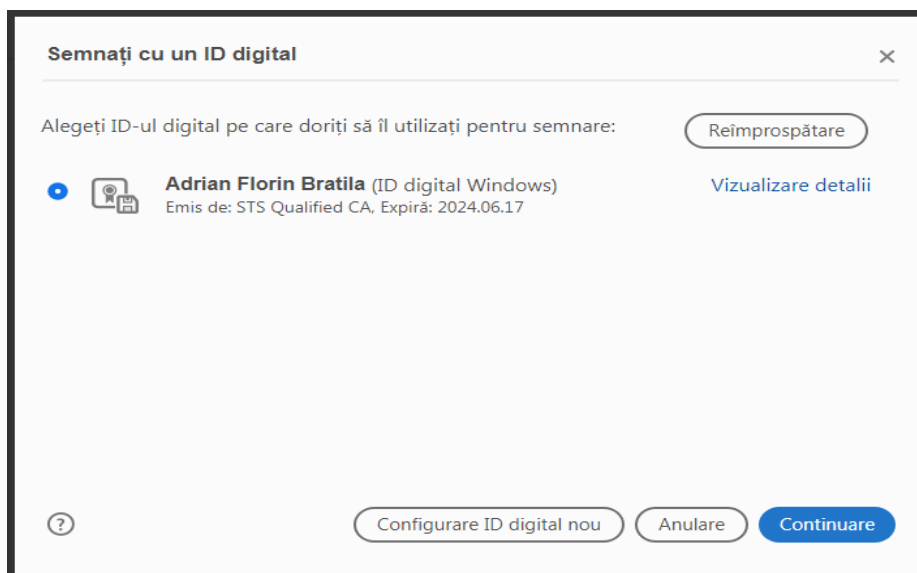 Semnați cu un ID digital
Alegeți ID-ul digital pe care doriți să îl utilizați pentru semnare:
Reîmprospătare
Adrian Florin Bratila (ID digital Windows)
Vizualizare detalii
Emis de: STS Qualified CA, Expiră: 2024.06.17
Configurare ID digital nou
Anulare
Continuare